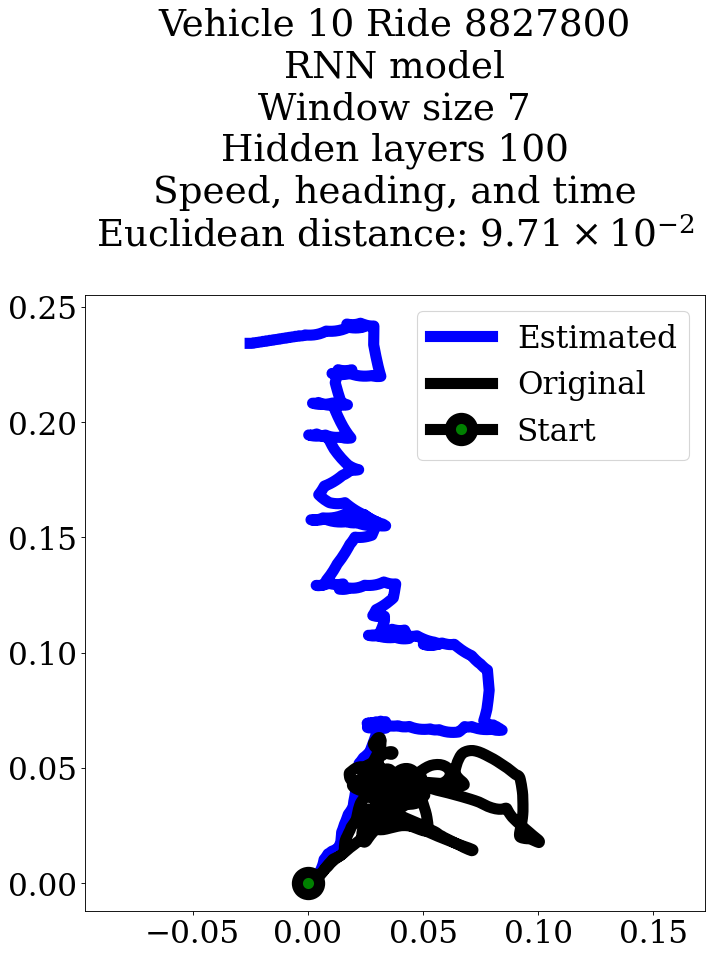 Vehicle 10 Ride 8827800
RNN model
Window size 7
Hidden layers 100
Speed, heading, and time
Euclidean distance: 9.71 × 10⁻²
0.25
0.20
0.15
0.10
0.05
0.00
Estimated
Original
Start
−0.05 0.00 0.05 0.10 0.15